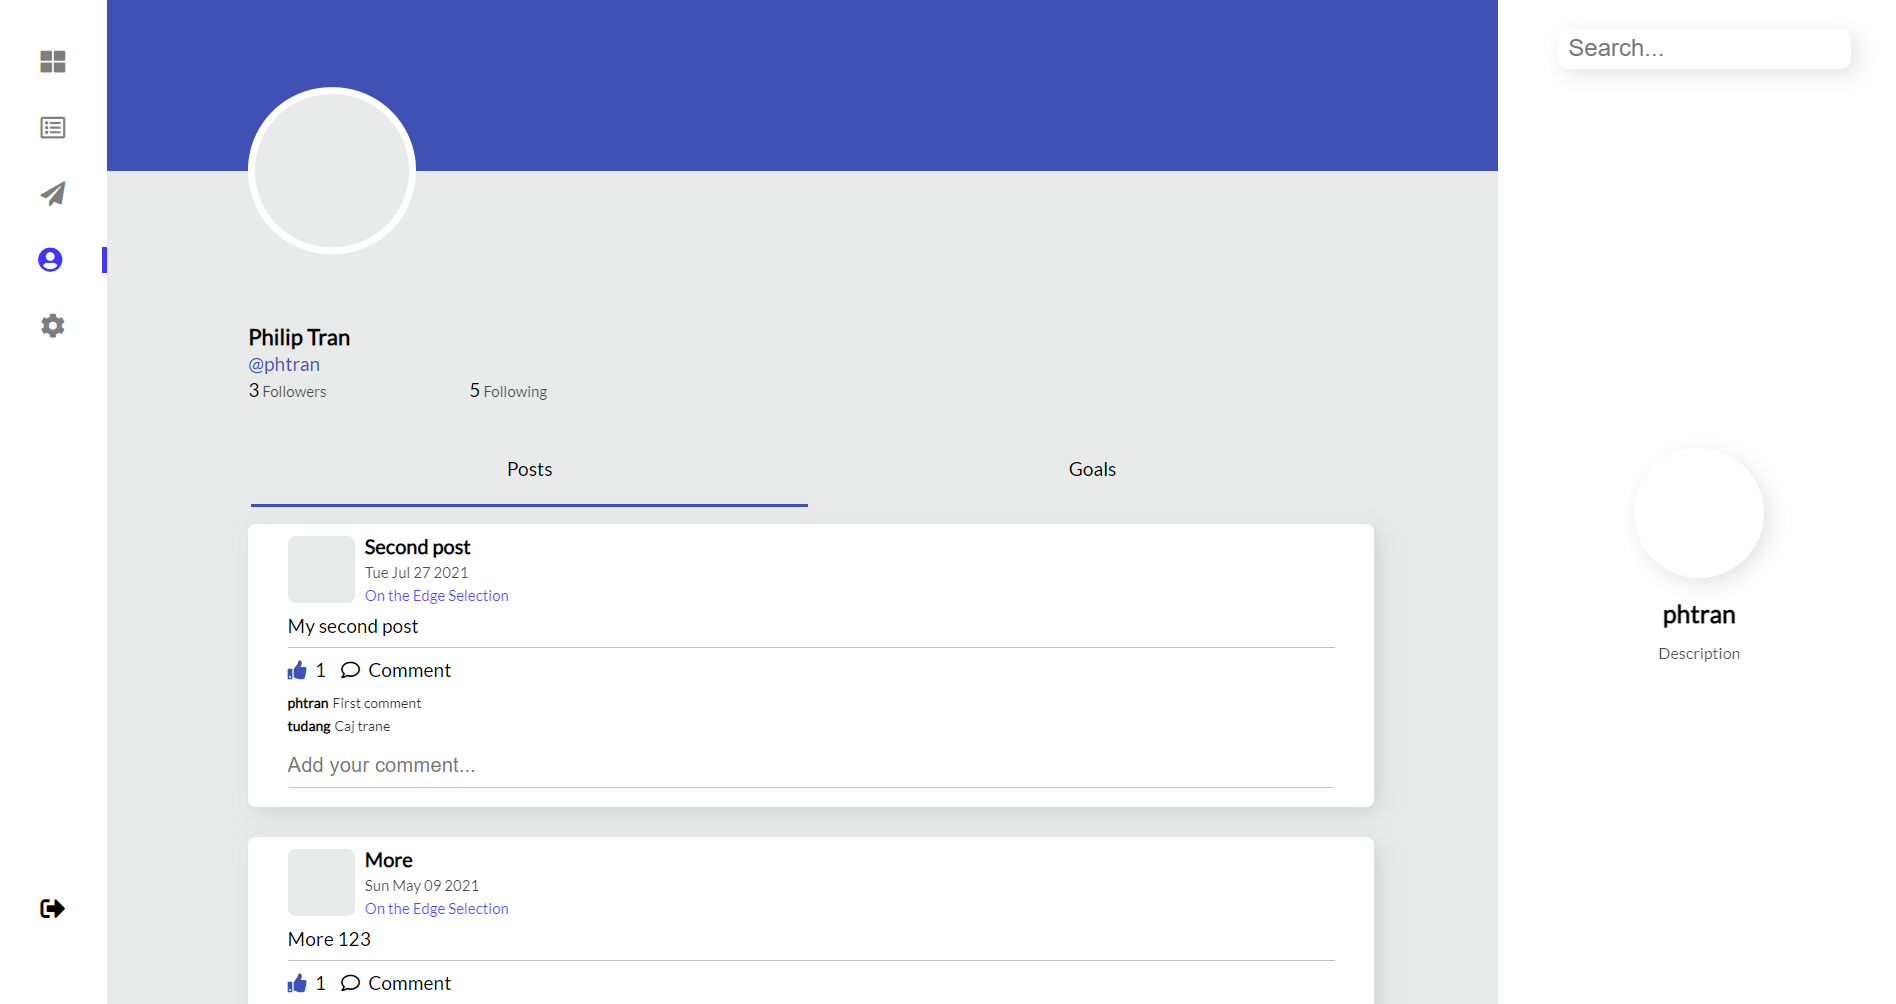 Search...
Philip Tran
@phtran
3 Followers 5 Following
Posts Goals
Second post
Tue Jul 27 2021
On the Edge Selection
My second post
1 Comment
phtran First comment
tudang Caj trane
Add your comment...
More
Sun May 09 2021
On the Edge Selection
More 123
1 Comment
phtran
Description